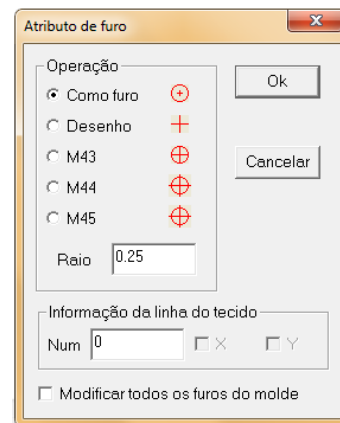 Atributo de furo
Operação
Como furo
Desenho
M43
M44
M45
Raio 0.25
Ok
Cancelar
Informação da linha do tecido
Num 0 X Y
Modificar todos os furos do molde